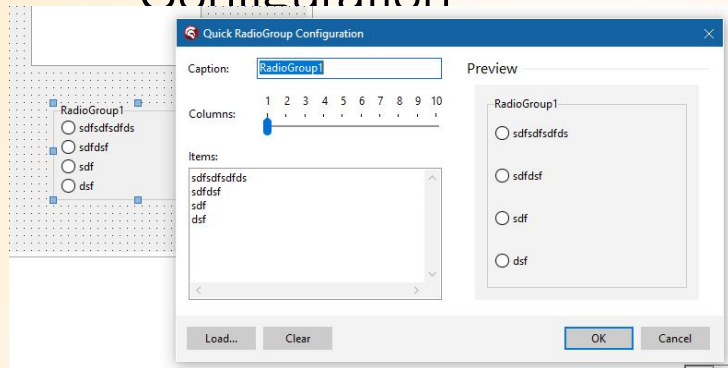 Configuration
Quick RadioGroup Configuration
Caption: RadioGroup1
Columns: 1 2 3 4 5 6 7 8 9 10
Items:
sdfsdfsdfds
sdfdsf
sdf
dsf
Preview
RadioGroup1
sdfsdfsdfds
sdfdsf
sdf
dsf
RadioGroup1
sdfsdfsdfds
sdfdsf
sdf
dsf
Load... Clear OK Cancel